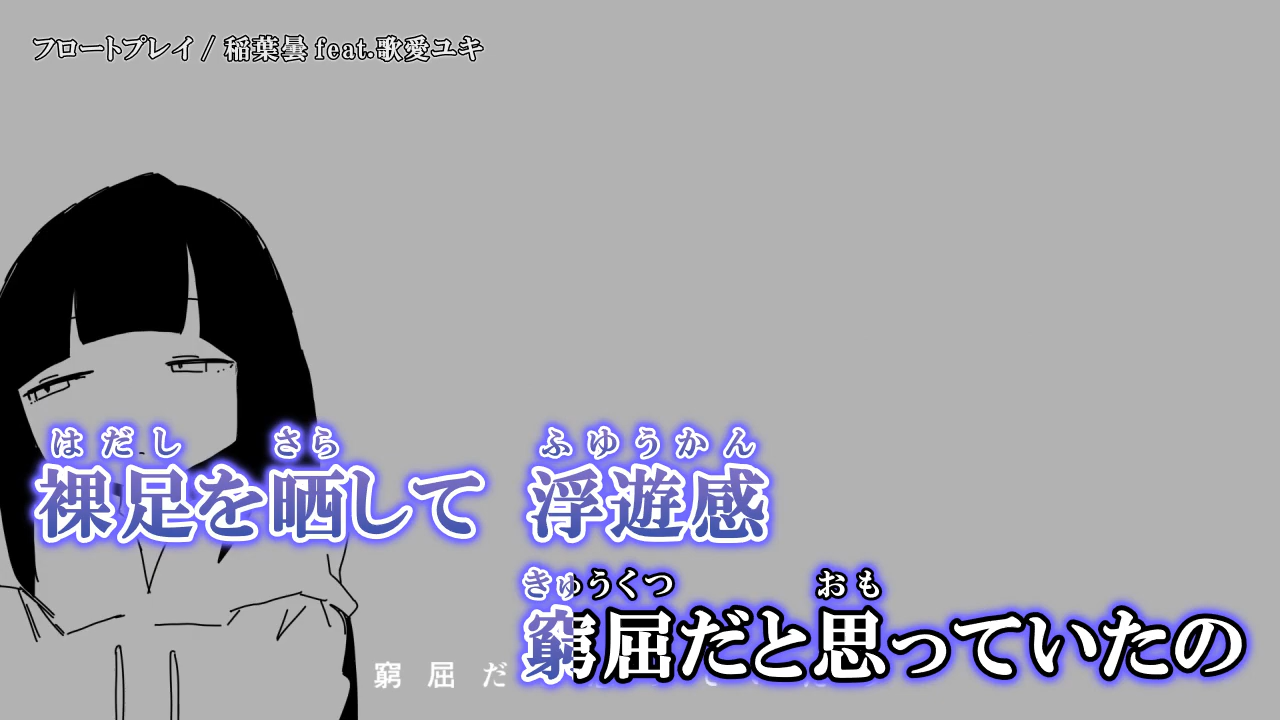 フロートプレイ / 稲葉曇 feat.歌愛ユキ
はだし さら ふゆうかん
裸足を晒して 浮遊感
きゅうくつ おも
窮屈だと思っていたの
窮屈だ